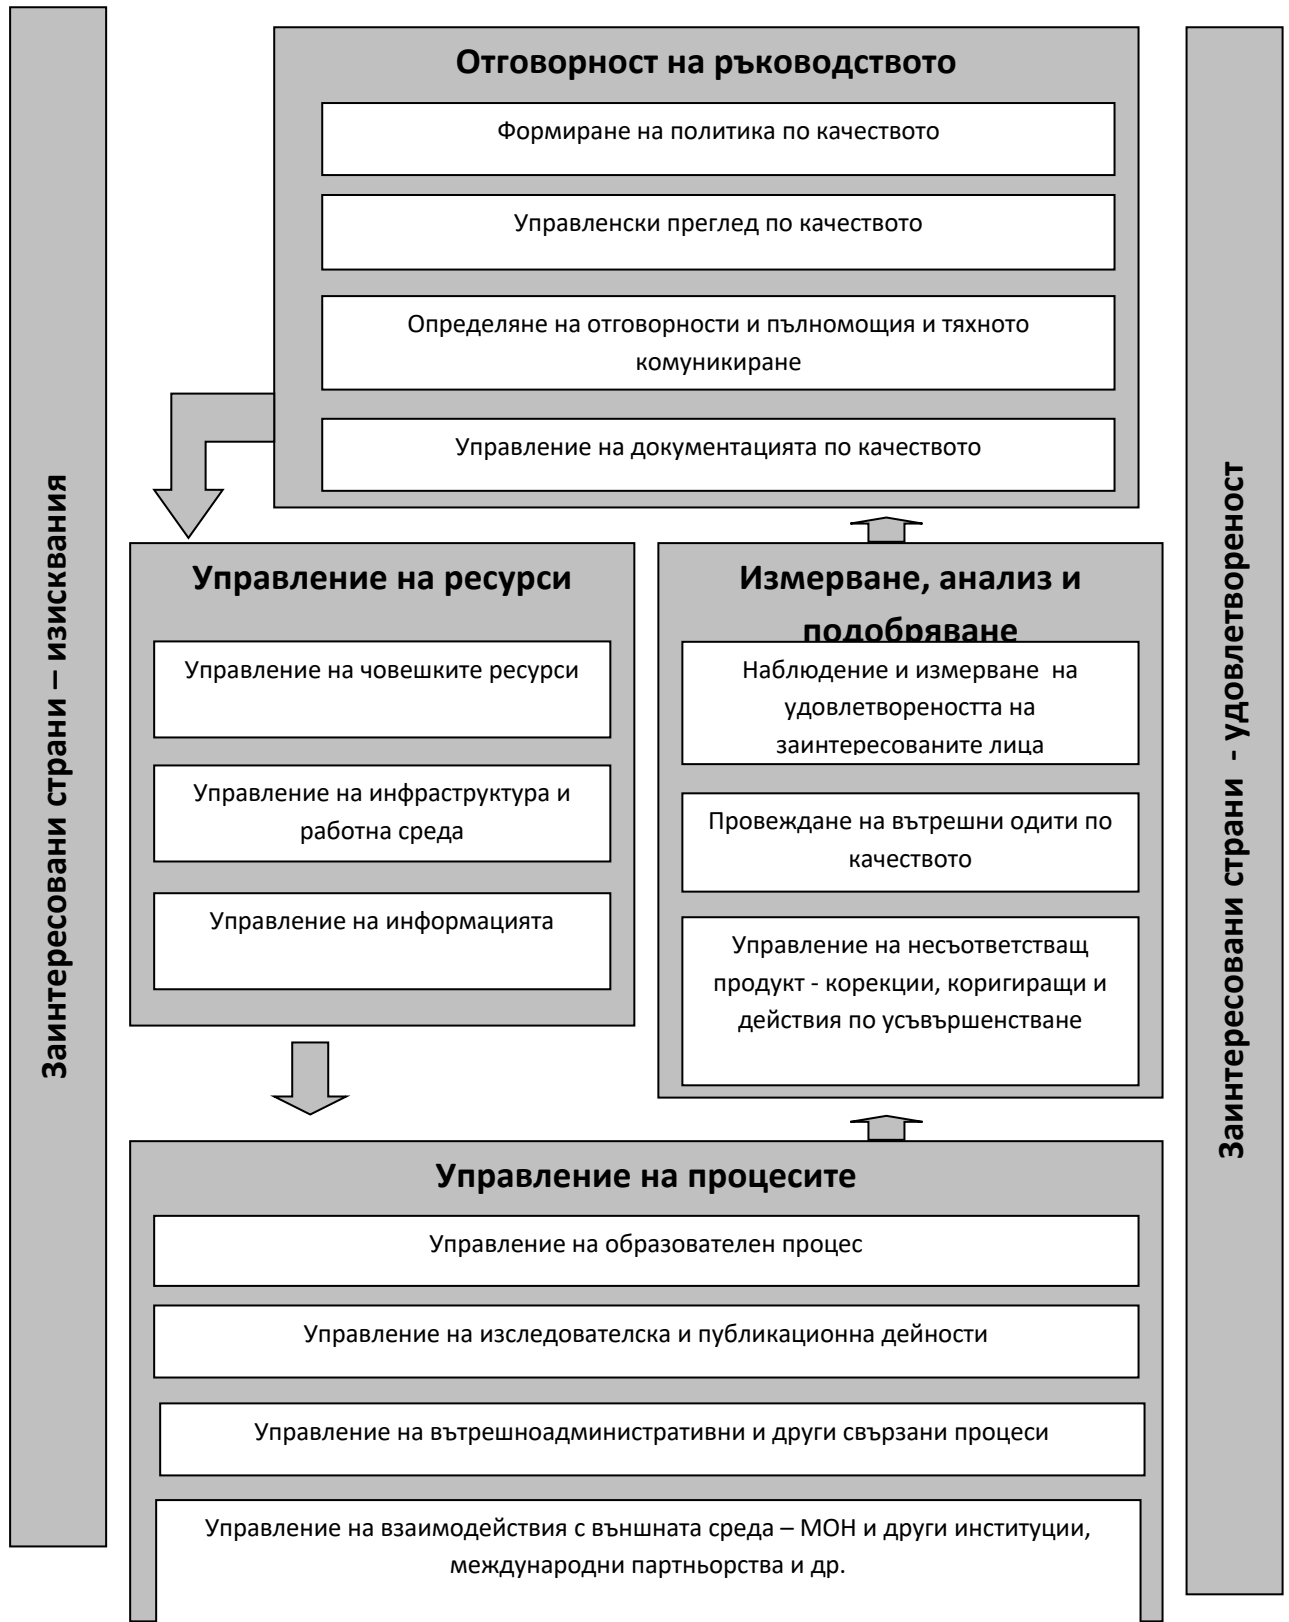 Заинтересовани страни – изисквания
Отговорност на ръководството
Формиране на политика по качеството
Управленски преглед по качеството
Определяне на отговорности и пълномощия и тяхното
комуникиране
Управление на документацията по качеството
Управление на ресурси
Управление на човешките ресурси
Управление на инфраструктура и
работна среда
Управление на информацията
Измерване, анализ и
подобряване
Наблюдение и измерване на
удовлетвореността на
заинтересованите лица
Провеждане на вътрешни одити по
качеството
Управление на несъответстващ
продукт - корекции, коригиращи и
действия по усъвършенстване
Управление на процесите
Управление на образователен процес
Управление на изследователска и публикационна дейности
Управление на вътрешноадминистративни и други свързани процеси
Управление на взаимодействия с външната среда – МОН и други институции,
международни партньорства и др.
Заинтересовани страни - удовлетвореност